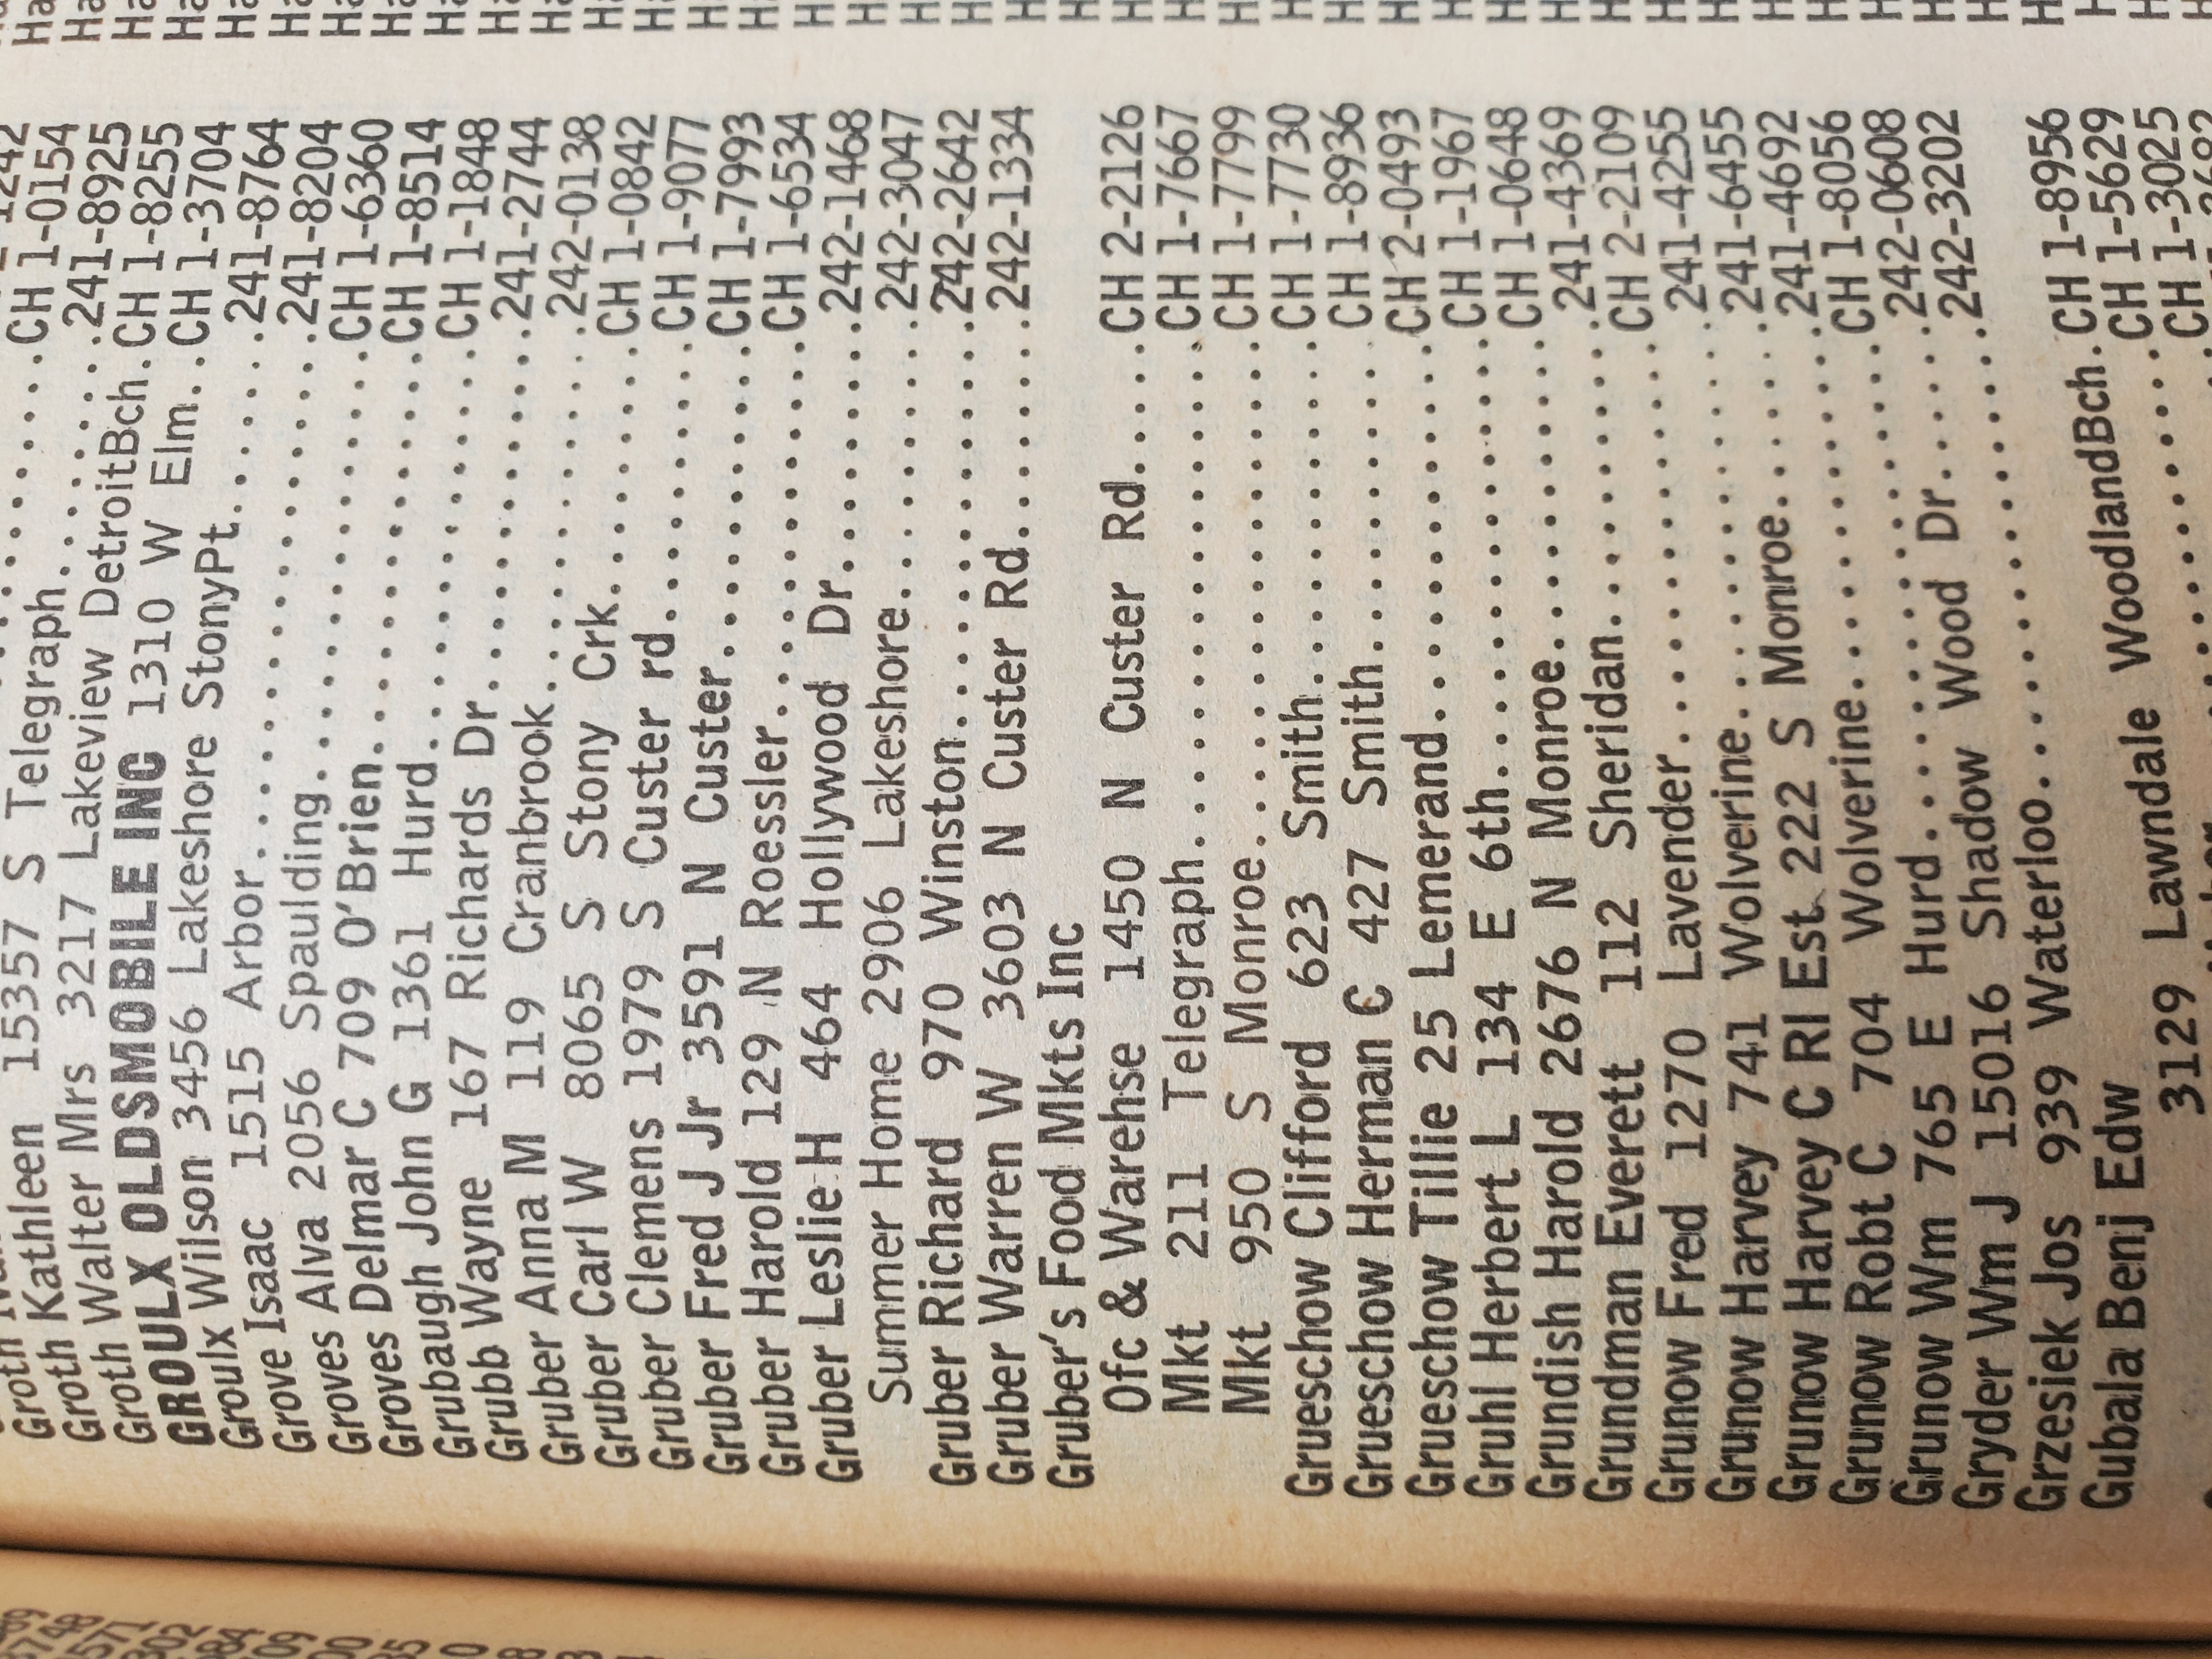 CH 1-0154
Groth Kathleen 15357 S Telegraph.....241-8925
Groth Walter Mrs 3217 Lakeview DetroitBch.CH 1-8255
GROULX OLDSMOBILE INC 1310 W Elm..CH 1-3704
Groulx Wilson 3456 Lakeshore StonyPt.....241-8764
Grove Isaac 1515 Arbor..............241-8204
Groves Alva 2056 Spaulding............CH 1-6360
Groves Delmar C 709 O'Brien...........CH 1-8514
Grubaugh John G 1361 Hurd...........CH 1-1848
Grubb Wayne 167 Richards Dr..........241-2744
Gruber Anna M 119 Cranbrook..........242-0138
Gruber Carl W 8065 S Stony Crk.......CH 1-0842
Gruber Clemens 1979 S Custer rd.......CH 1-9077
Gruber Fred J Jr 3591 N Custer........CH 1-7993
Gruber Harold 129 N Roessler..........CH 1-6534
Gruber Leslie H 464 Hollywood Dr.......242-1468
Summer Home 2906 Lakeshore........242-3047
Gruber Richard 970 Winston...........242-2642
Gruber Warren W 3603 N Custer Rd......242-1334
Gruber's Food Mkts Inc
Ofc & Warehse 1450 N Custer Rd....CH 2-2126
Mkt 211 Telegraph..............CH 1-7667
Mkt 950 S Monroe..............CH 1-7799
Grueschow Clifford 623 Smith..........CH 1-7730
Grueschow Herman C 427 Smith........CH 1-8936
Grueschow Tillie 25 Lemerand..........CH 2-0493
Gruhl Herbert L 134 E 6th............CH 1-1967
Grundish Harold 2676 N Monroe........CH 1-0648
Grundman Everett 112 Sheridan.........241-4369
Grunow Fred 1270 Lavender...........CH 2-2109
Grunow Harvey 741 Wolverine..........241-4255
Grunow Harvey C RI Est 222 S Monroe....241-6455
Grunow Robt C 704 Wolverine..........241-4692
Grunow Wm 765 E Hurd.............CH 1-8056
Gryder Wm J 15016 Shadow Wood Dr.....242-0608
Grzesiek Jos 939 Waterloo.............242-3202
Gubala Benj Edw
3129 Lawndale WoodlandBch.CH 1-8956
CH 1-5629
CH 1-3025